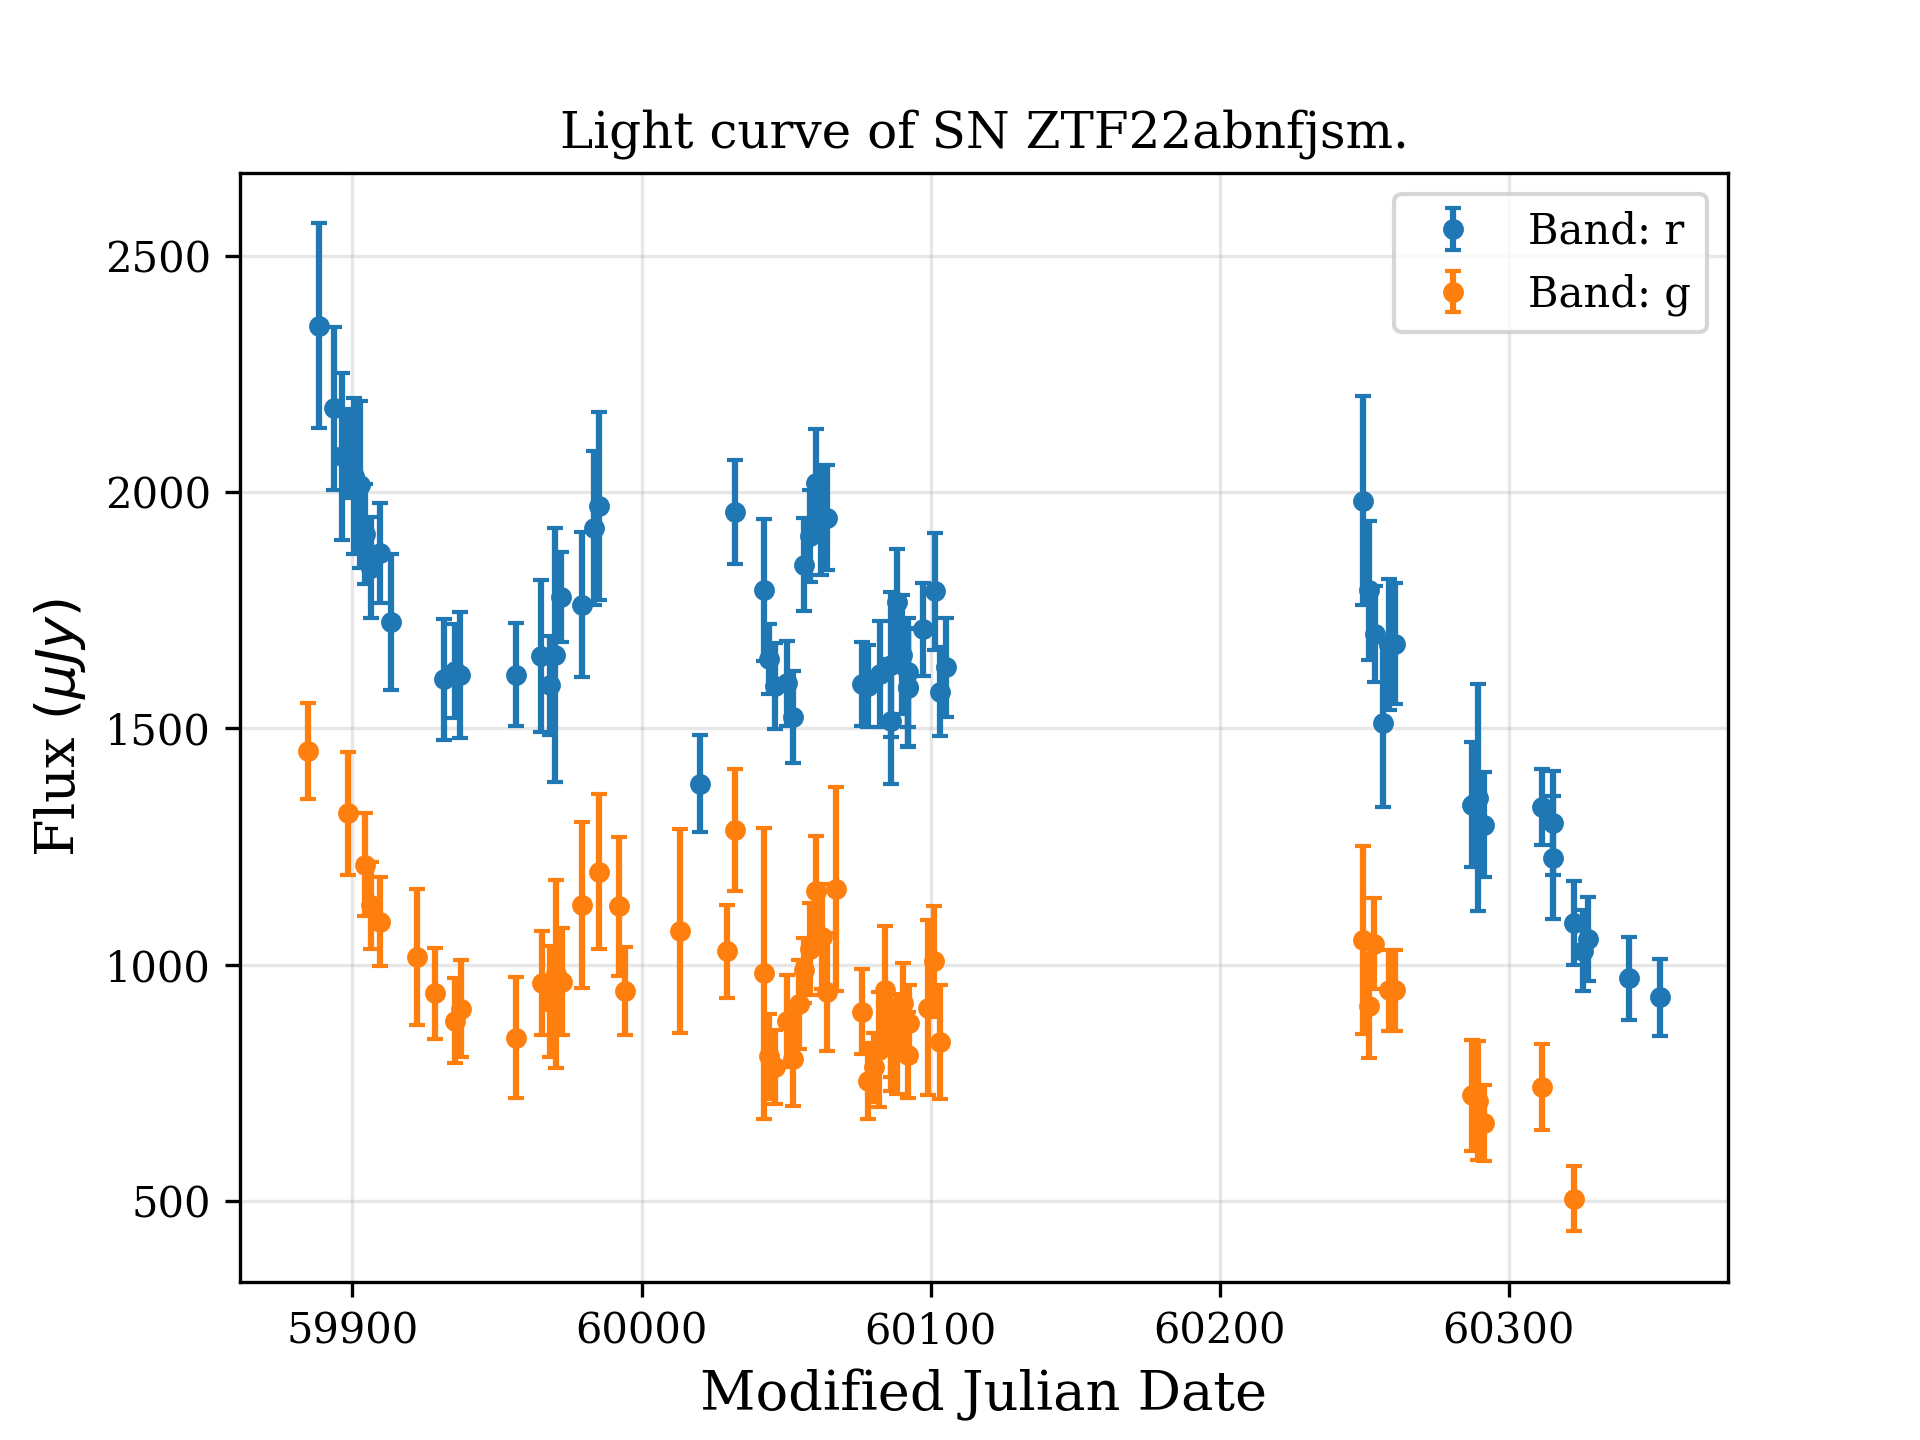 Light curve of SN ZTF22abnfjsm.
Band: r
Band: g
Flux (μJy)
2500
2000
1500
1000
500
59900 60000 60100 60200 60300
Modified Julian Date